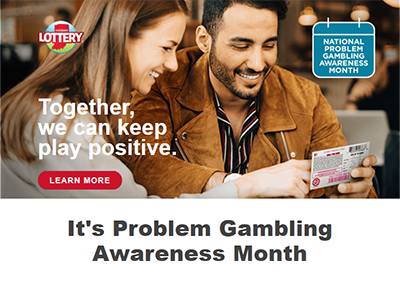 LOTTERY
NATIONAL
PROBLEM
GAMBLING
AWARENESS
MONTH
Together,
we can keep
play positive.
LEARN MORE
It's Problem Gambling
Awareness Month